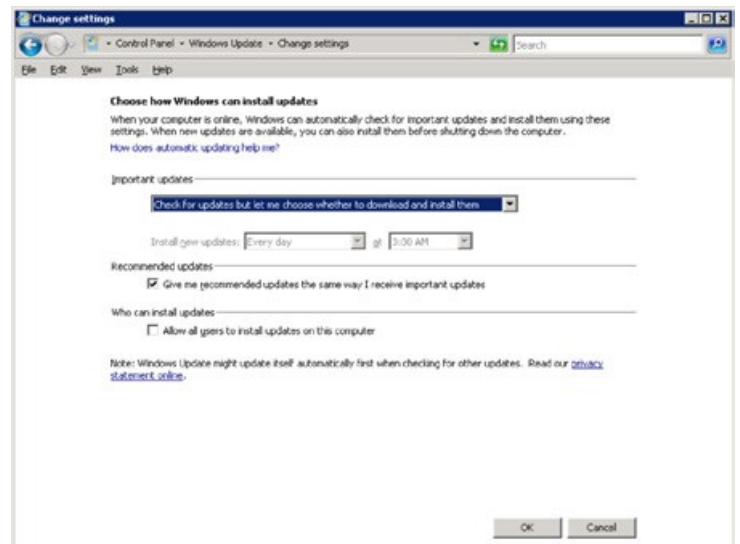 Change settings
Control Panel Windows Update Change settings
Search
File Edit View Tools Help
Choose how Windows can install updates
When your computer is online, Windows can automatically check for important updates and install them using these
settings. When new updates are available, you can also install them before shutting down the computer.
How does automatic updating help me?
Important updates
Check for updates but let me choose whether to download and install them
Install new updates: Every day at 3:00 AM
Recommended updates
Give me recommended updates the same way I receive important updates
Who can install updates
Allow all users to install updates on this computer
Note: Windows Update might update itself automatically first when checking for other updates. Read our privacy
statement online.
OK Cancel